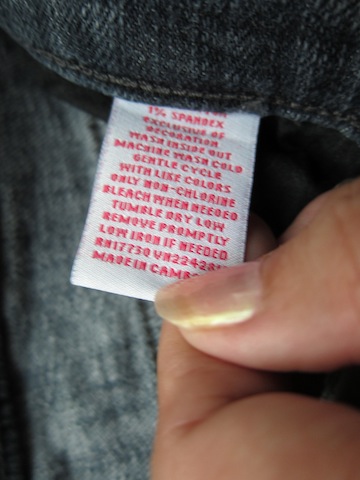 1% SPANDEX
EXCLUSIVE OF
DECORATION
WASH INSIDE OUT
MACHINE WASH COLD
GENTLE CYCLE
WITH LIKE COLORS
ONLY NON-CHLORINE
BLEACH WHEN NEEDED
TUMBLE DRY LOW
REMOVE PROMPTLY
LOW IRON IF NEEDED
MADE IN